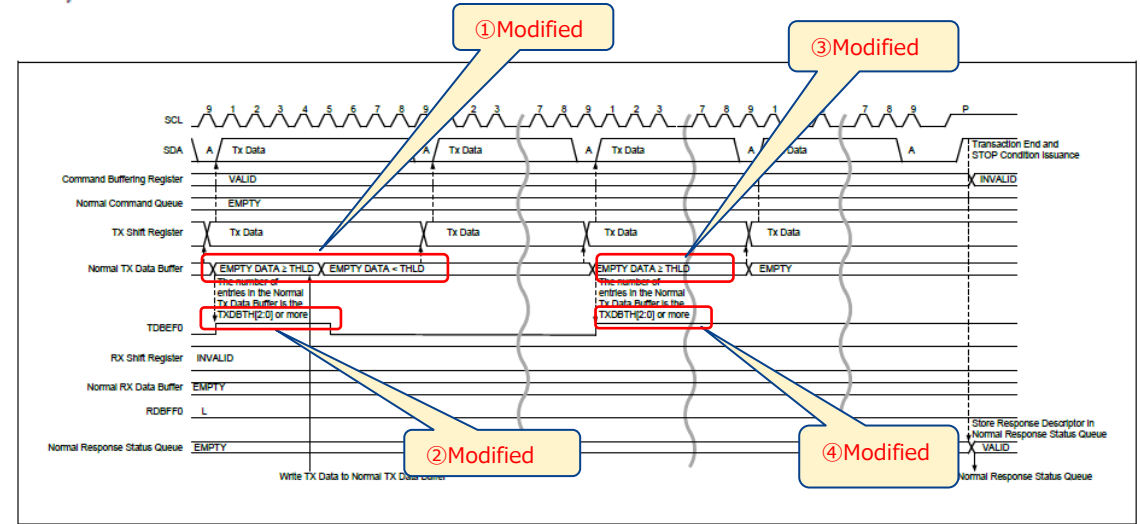 ①Modified
③Modified
9 1 2 3 4 5 6 7 8 9 2 3 7 8 9 1 2 3 7 8 9 1 7 8 9 P
SCL
SDA A Tx Data A Tx Data A Tx Data A Data A
Transaction End and
STOP Condition Issuance
Command Buffering Register VALID INVALID
Normal Command Queue EMPTY
TX Shift Register Tx Data Tx Data Tx Data Tx Data
Normal TX Data Buffer EMPTY DATA ≥ THLD EMPTY DATA < THLD EMPTY DATA ≥ THLD EMPTY
The number of
entries in the Normal
Tx Data Buffer is the
TXDBTH[2:0] or more
The number of
entries in the Normal
Tx Data Buffer is the
TXDBTH[2:0] or more
TDBEF0
RX Shift Register INVALID
Normal RX Data Buffer EMPTY
RDBFF0 L
Store Response Descriptor in
Normal Response Status Queue
Normal Response Status Queue EMPTY VALID
②Modified
④Modified
Write TX Data to Normal TX Data Buffer
Normal Response Status Queue